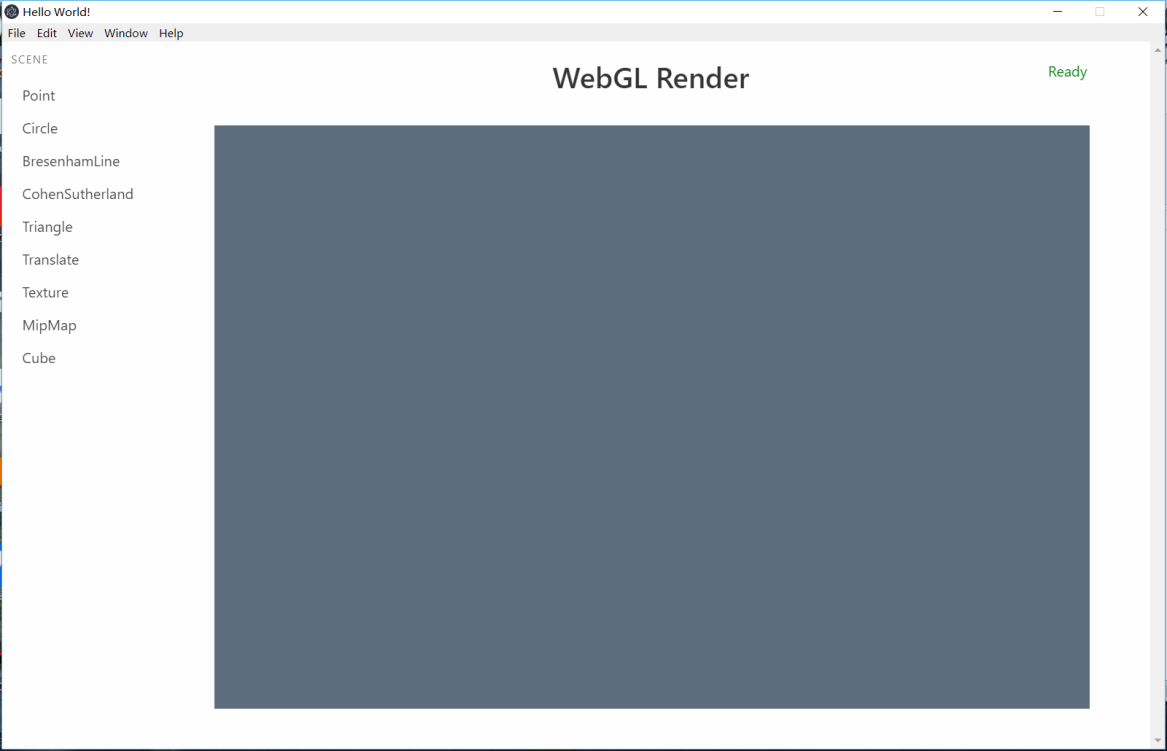 Hello World!
File Edit View Window Help
SCENE
Point
Circle
BresenhamLine
CohenSutherland
Triangle
Translate
Texture
MipMap
Cube
WebGL Render
Ready